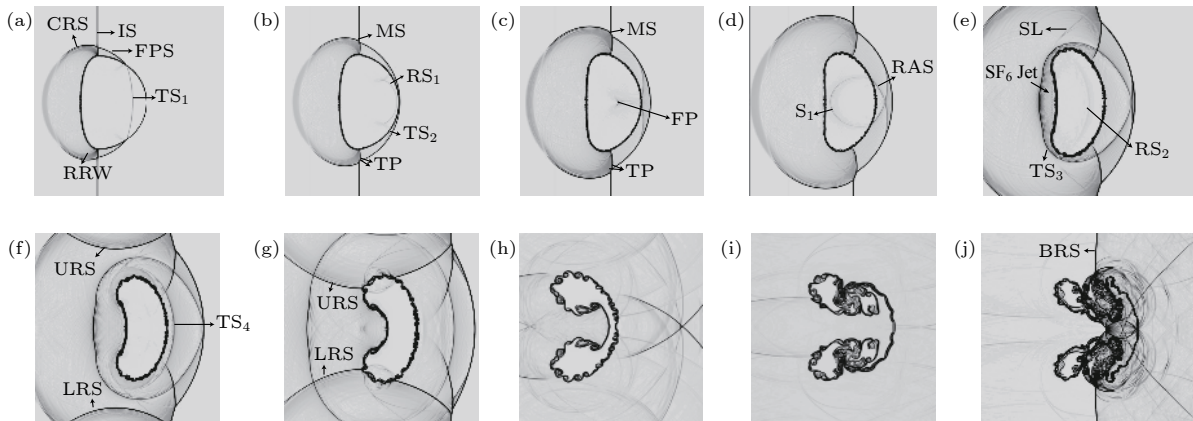 (a)
CRS
IS
FPS
TS₁
RRW
(b)
MS
RS₁
TS₂
TP
(c)
MS
FP
TP
(d)
RAS
S₁
(e)
SL
SF₆ Jet
RS₂
TS₃
(f)
URS
TS₄
LRS
(g)
URS
LRS
(h)
(i)
(j)
BRS